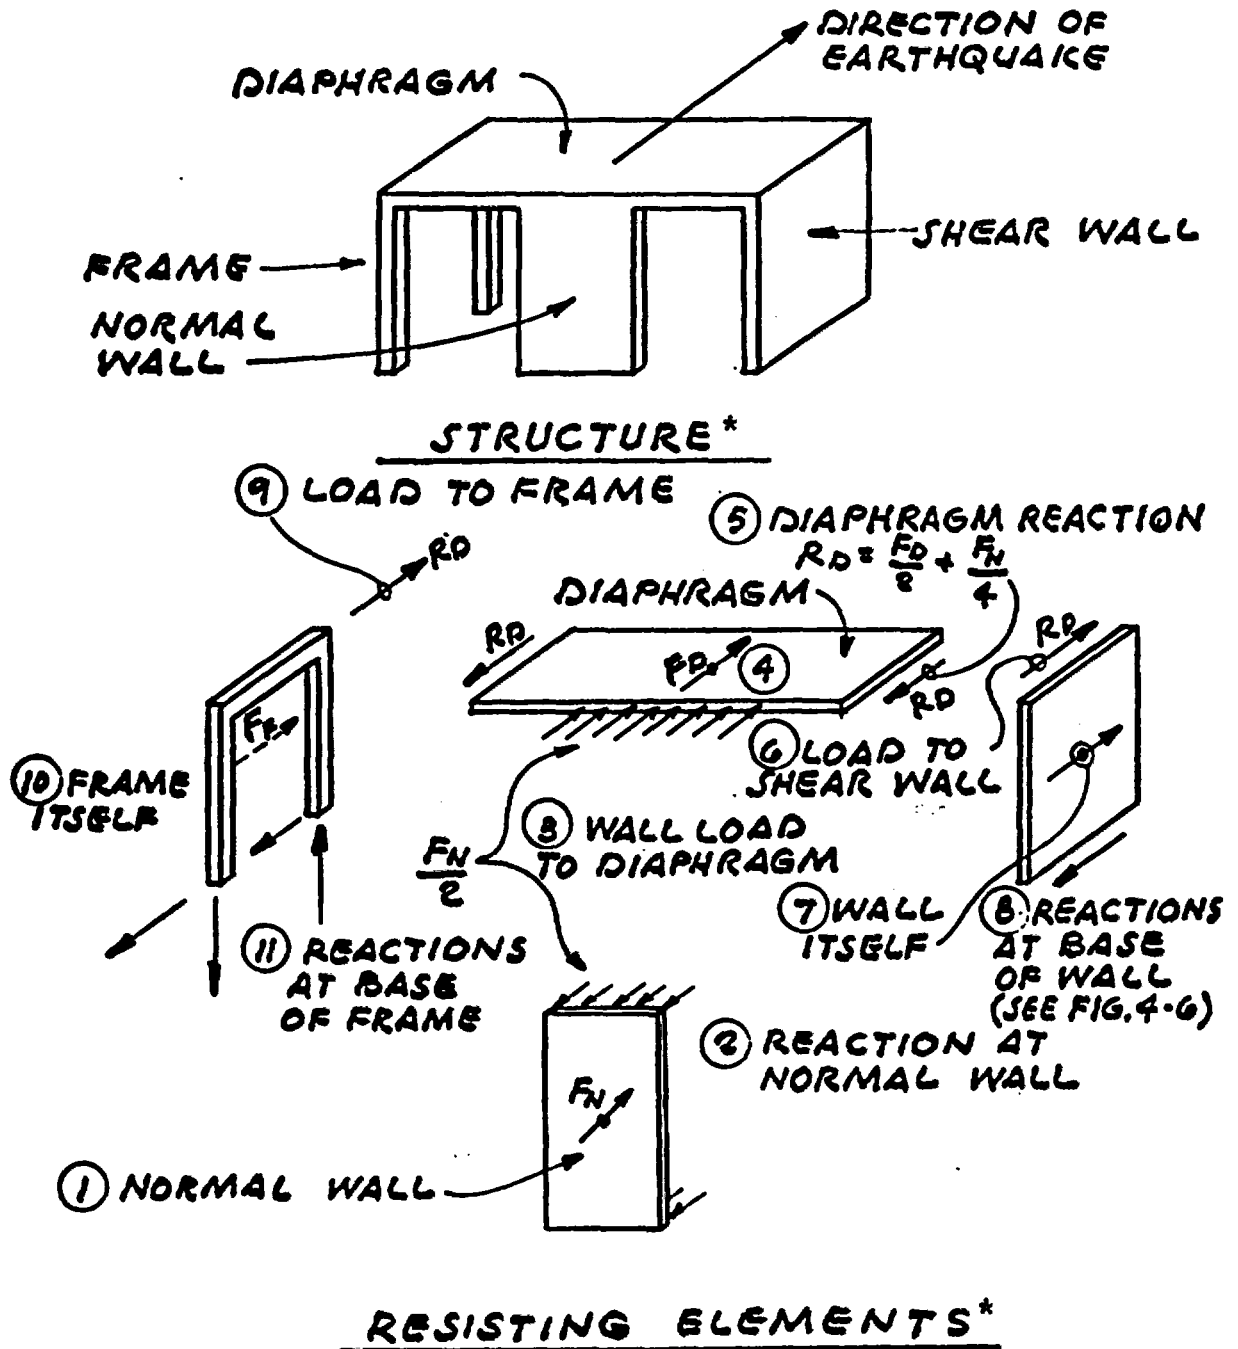 DIRECTION OF
EARTHQUAKE
DIAPHRAGM
SHEAR WALL
FRAME
NORMAL
WALL
STRUCTURE*
9 LOAD TO FRAME
RD
5 DIAPHRAGM REACTION
RD = FD/2 + FN/4
DIAPHRAGM
RD
FD
4
RD
RD
FF
10 FRAME
ITSELF
6 LOAD TO
SHEAR WALL
3 WALL LOAD
TO DIAPHRAGM
FN/2
7 WALL
ITSELF
8 REACTIONS
AT BASE
OF WALL
(SEE FIG. 4-6)
11 REACTIONS
AT BASE
OF FRAME
2 REACTION AT
NORMAL WALL
FN
1 NORMAL WALL
RESISTING ELEMENTS*